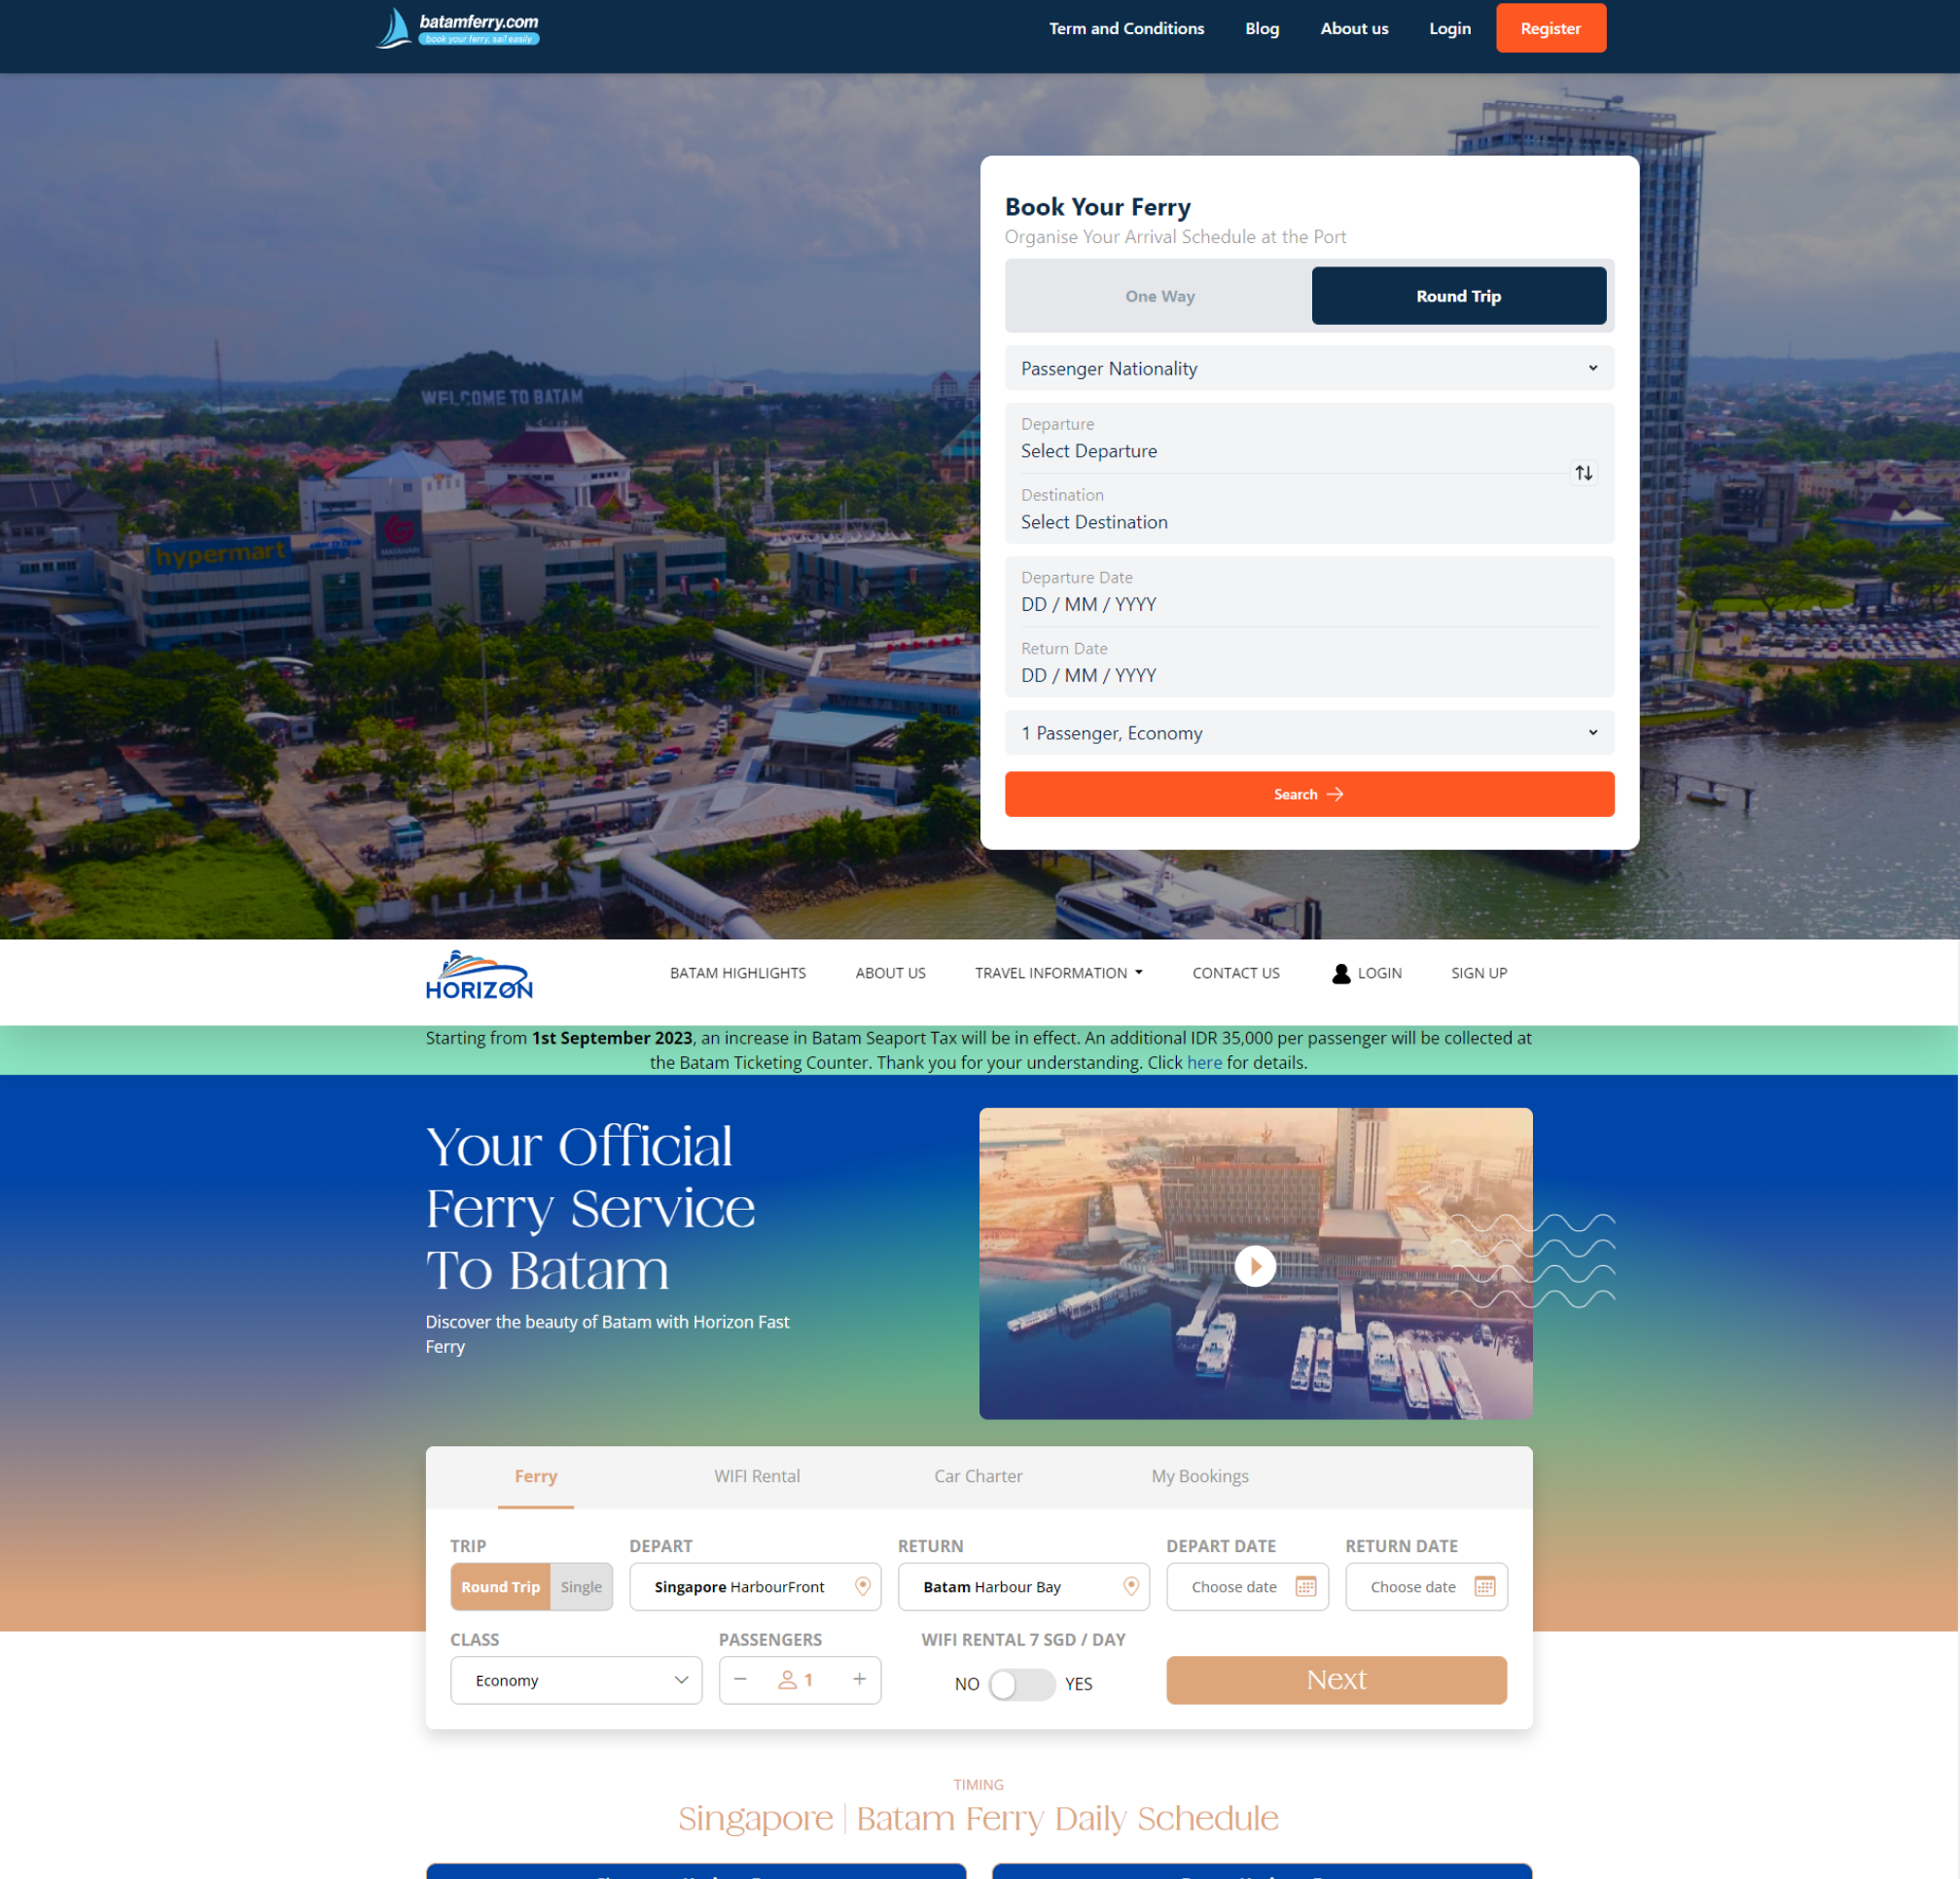 batamferry.com
book your ferry, sail easily
Term and Conditions
Blog
About us
Login
Register
WELCOME TO BATAM
hypermart
MATAHARI
Book Your Ferry
Organise Your Arrival Schedule at the Port
One Way
Round Trip
Passenger Nationality
Departure
Select Departure
Destination
Select Destination
Departure Date
DD / MM / YYYY
Return Date
DD / MM / YYYY
1 Passenger, Economy
Search
HORIZON
BATAM HIGHLIGHTS
ABOUT US
TRAVEL INFORMATION
CONTACT US
LOGIN
SIGN UP
Starting from 1st September 2023, an increase in Batam Seaport Tax will be in effect. An additional IDR 35,000 per passenger will be collected at
the Batam Ticketing Counter. Thank you for your understanding. Click here for details.
Your Official
Ferry Service
To Batam
Discover the beauty of Batam with Horizon Fast
Ferry
Ferry
WIFI Rental
Car Charter
My Bookings
TRIP
DEPART
RETURN
DEPART DATE
RETURN DATE
Round Trip
Single
Singapore HarbourFront
Batam Harbour Bay
Choose date
Choose date
CLASS
PASSENGERS
WIFI RENTAL 7 SGD / DAY
Economy
1
NO
YES
Next
TIMING
Singapore | Batam Ferry Daily Schedule